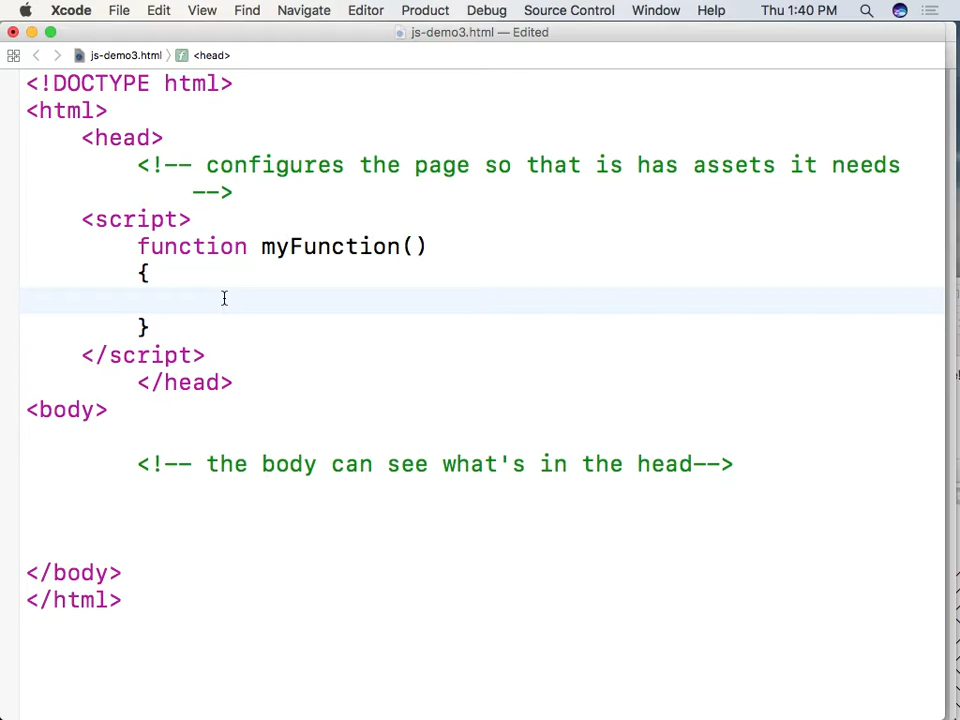 Xcode File Edit View Find Navigate Editor Product Debug Source Control Window Help Thu 1:40 PM
js-demo3.html — Edited
js-demo3.html 〉 f <head>
<!DOCTYPE html>
<html>
<head>
<!-- configures the page so that is has assets it needs
-->
<script>
function myFunction()
{
}
</script>
</head>
<body>
<!-- the body can see what's in the head-->
</body>
</html>